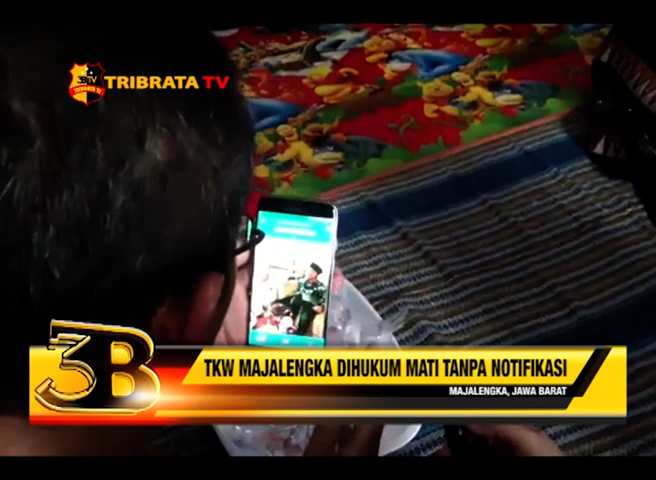 TRIBRATA TV
3B
TKW MAJALENGKA DIHUKUM MATI TANPA NOTIFIKASI
MAJALENGKA, JAWA BARAT